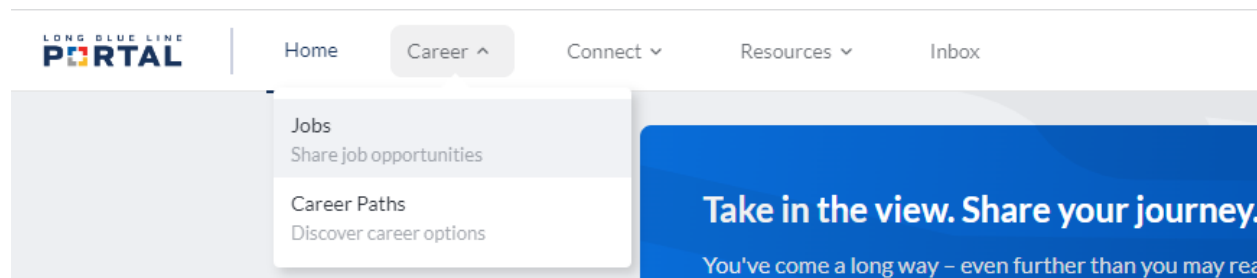 LONG BLUE LINE
PORTAL
Home Career Connect Resources Inbox
Jobs
Share job opportunities
Career Paths
Discover career options
Take in the view. Share your journey.
You've come a long way – even further than you may